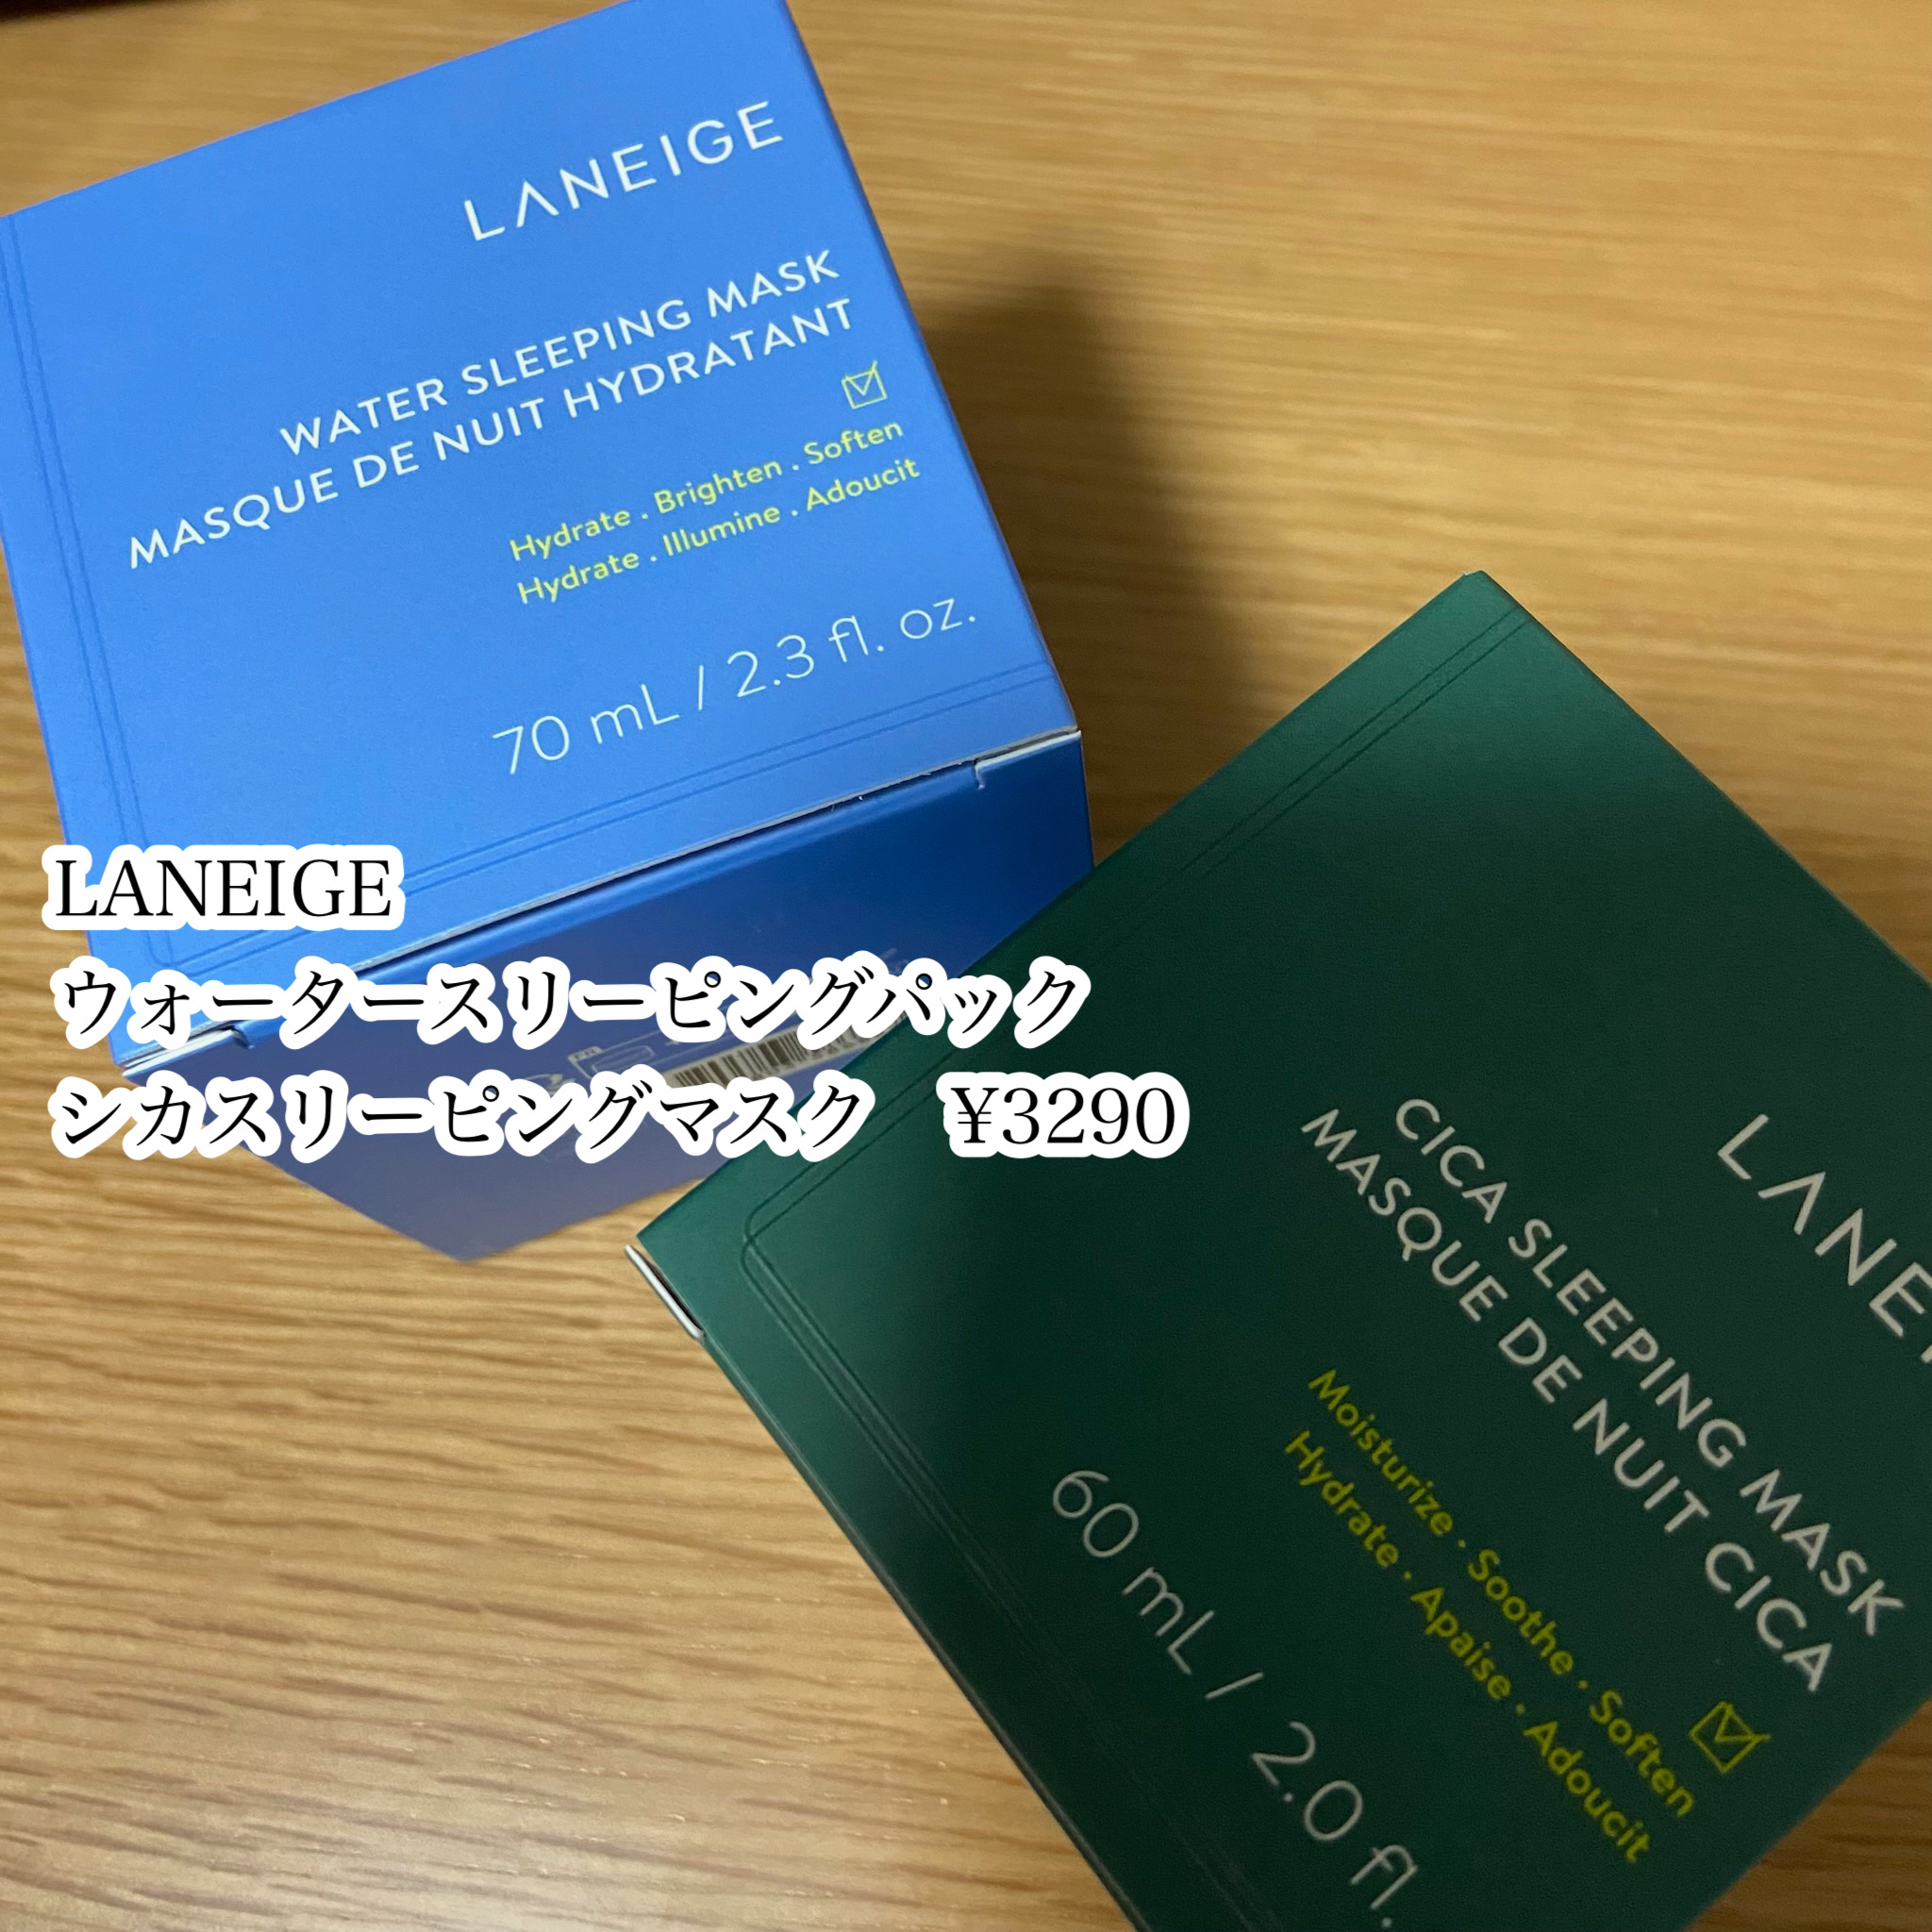 LANEIGE
WATER SLEEPING MASK
MASQUE DE NUIT HYDRATANT
Hydrate . Brighten . Soften
Hydrate . Illumine . Adoucit
70 mL / 2.3 fl. oz.
LANEIGE
ウォータースリーピングパック
シカスリーピングマスク ¥3290
CICA SLEEPING MASK
MASQUE DE NUIT CICA
Moisturize · Soothe · Soften
Hydrate · Apaise · Adoucit
60 mL / 2.0 fl.